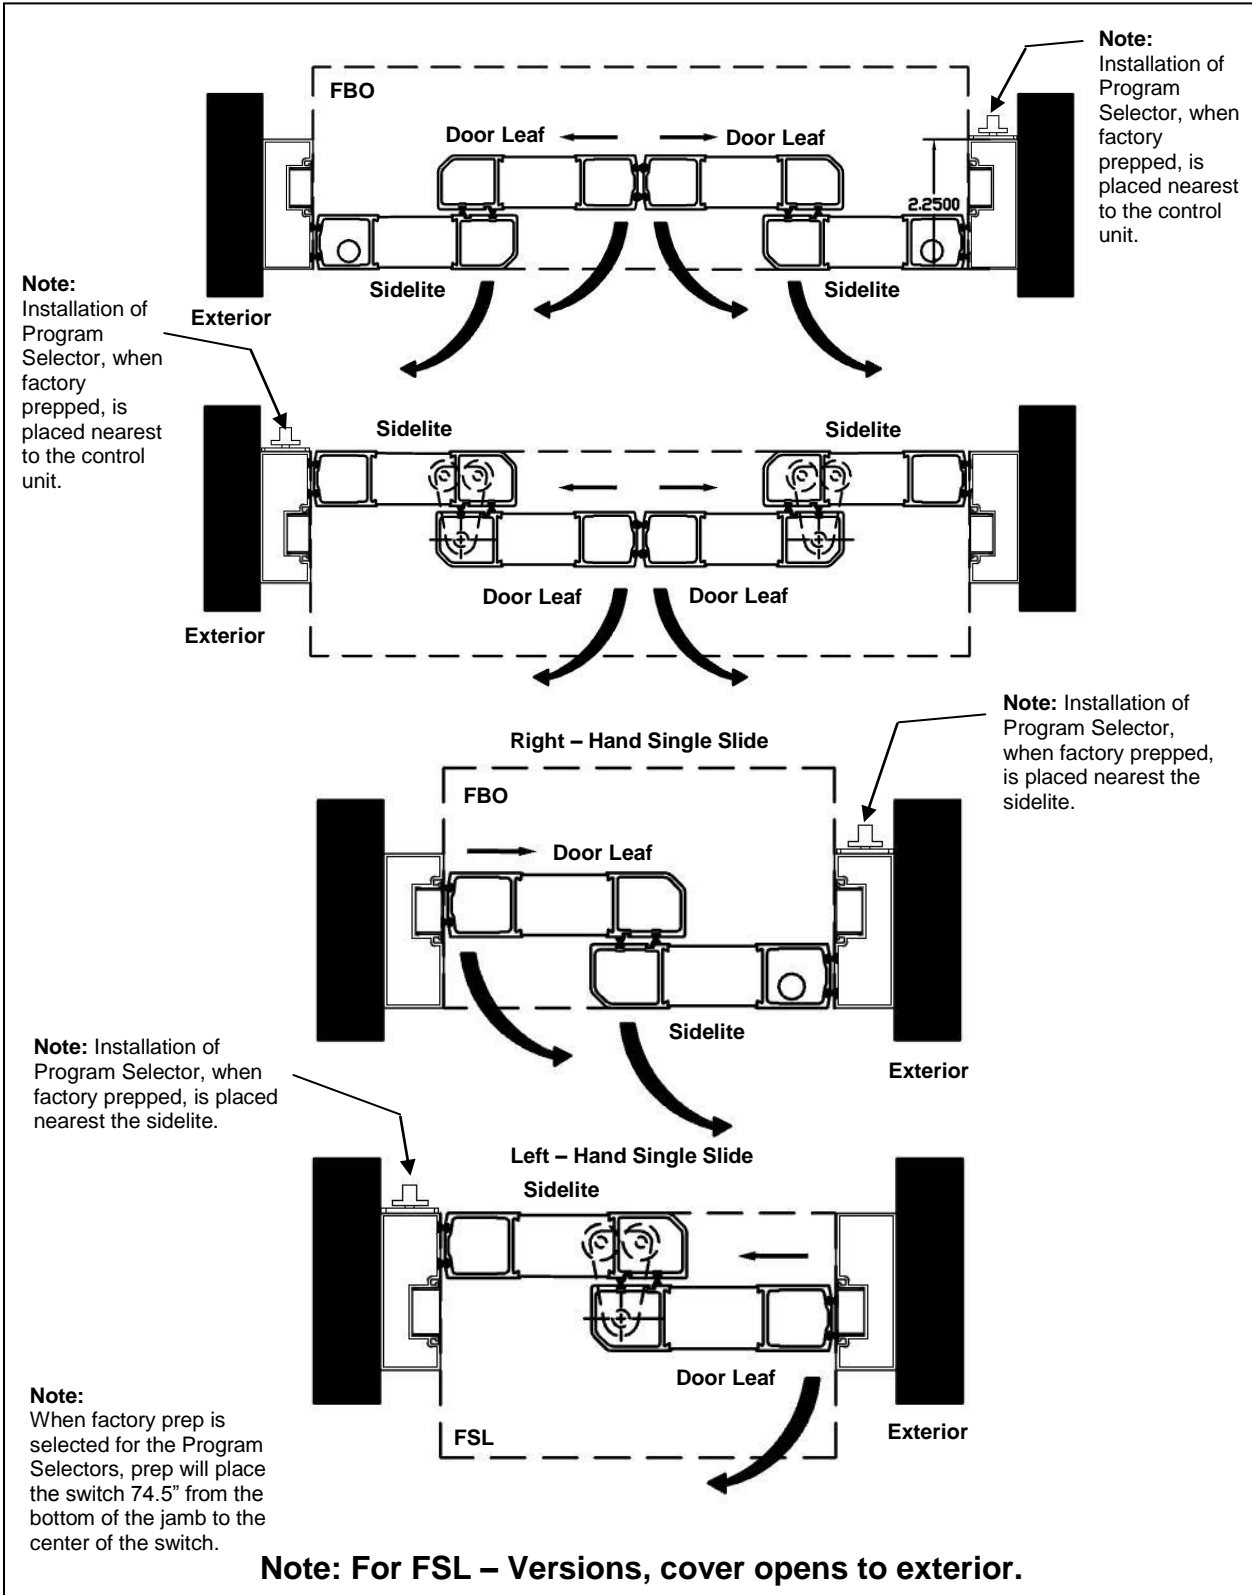 Note:
Installation of
Program
Selector, when
factory
prepped, is
placed nearest
to the control
unit.
FBO
Door Leaf
Door Leaf
2.2500
Sidelite
Sidelite
Exterior
Note:
Installation of
Program
Selector, when
factory
prepped, is
placed nearest
to the control
unit.
Sidelite
Sidelite
Door Leaf
Door Leaf
Exterior
Right – Hand Single Slide
Note: Installation of
Program Selector,
when factory prepped,
is placed nearest the
sidelite.
FBO
Door Leaf
Sidelite
Exterior
Note: Installation of
Program Selector, when
factory prepped, is placed
nearest the sidelite.
Left – Hand Single Slide
Sidelite
Door Leaf
Exterior
FSL
Note:
When factory prep is
selected for the Program
Selectors, prep will place
the switch 74.5” from the
bottom of the jamb to the
center of the switch.
Note: For FSL – Versions, cover opens to exterior.